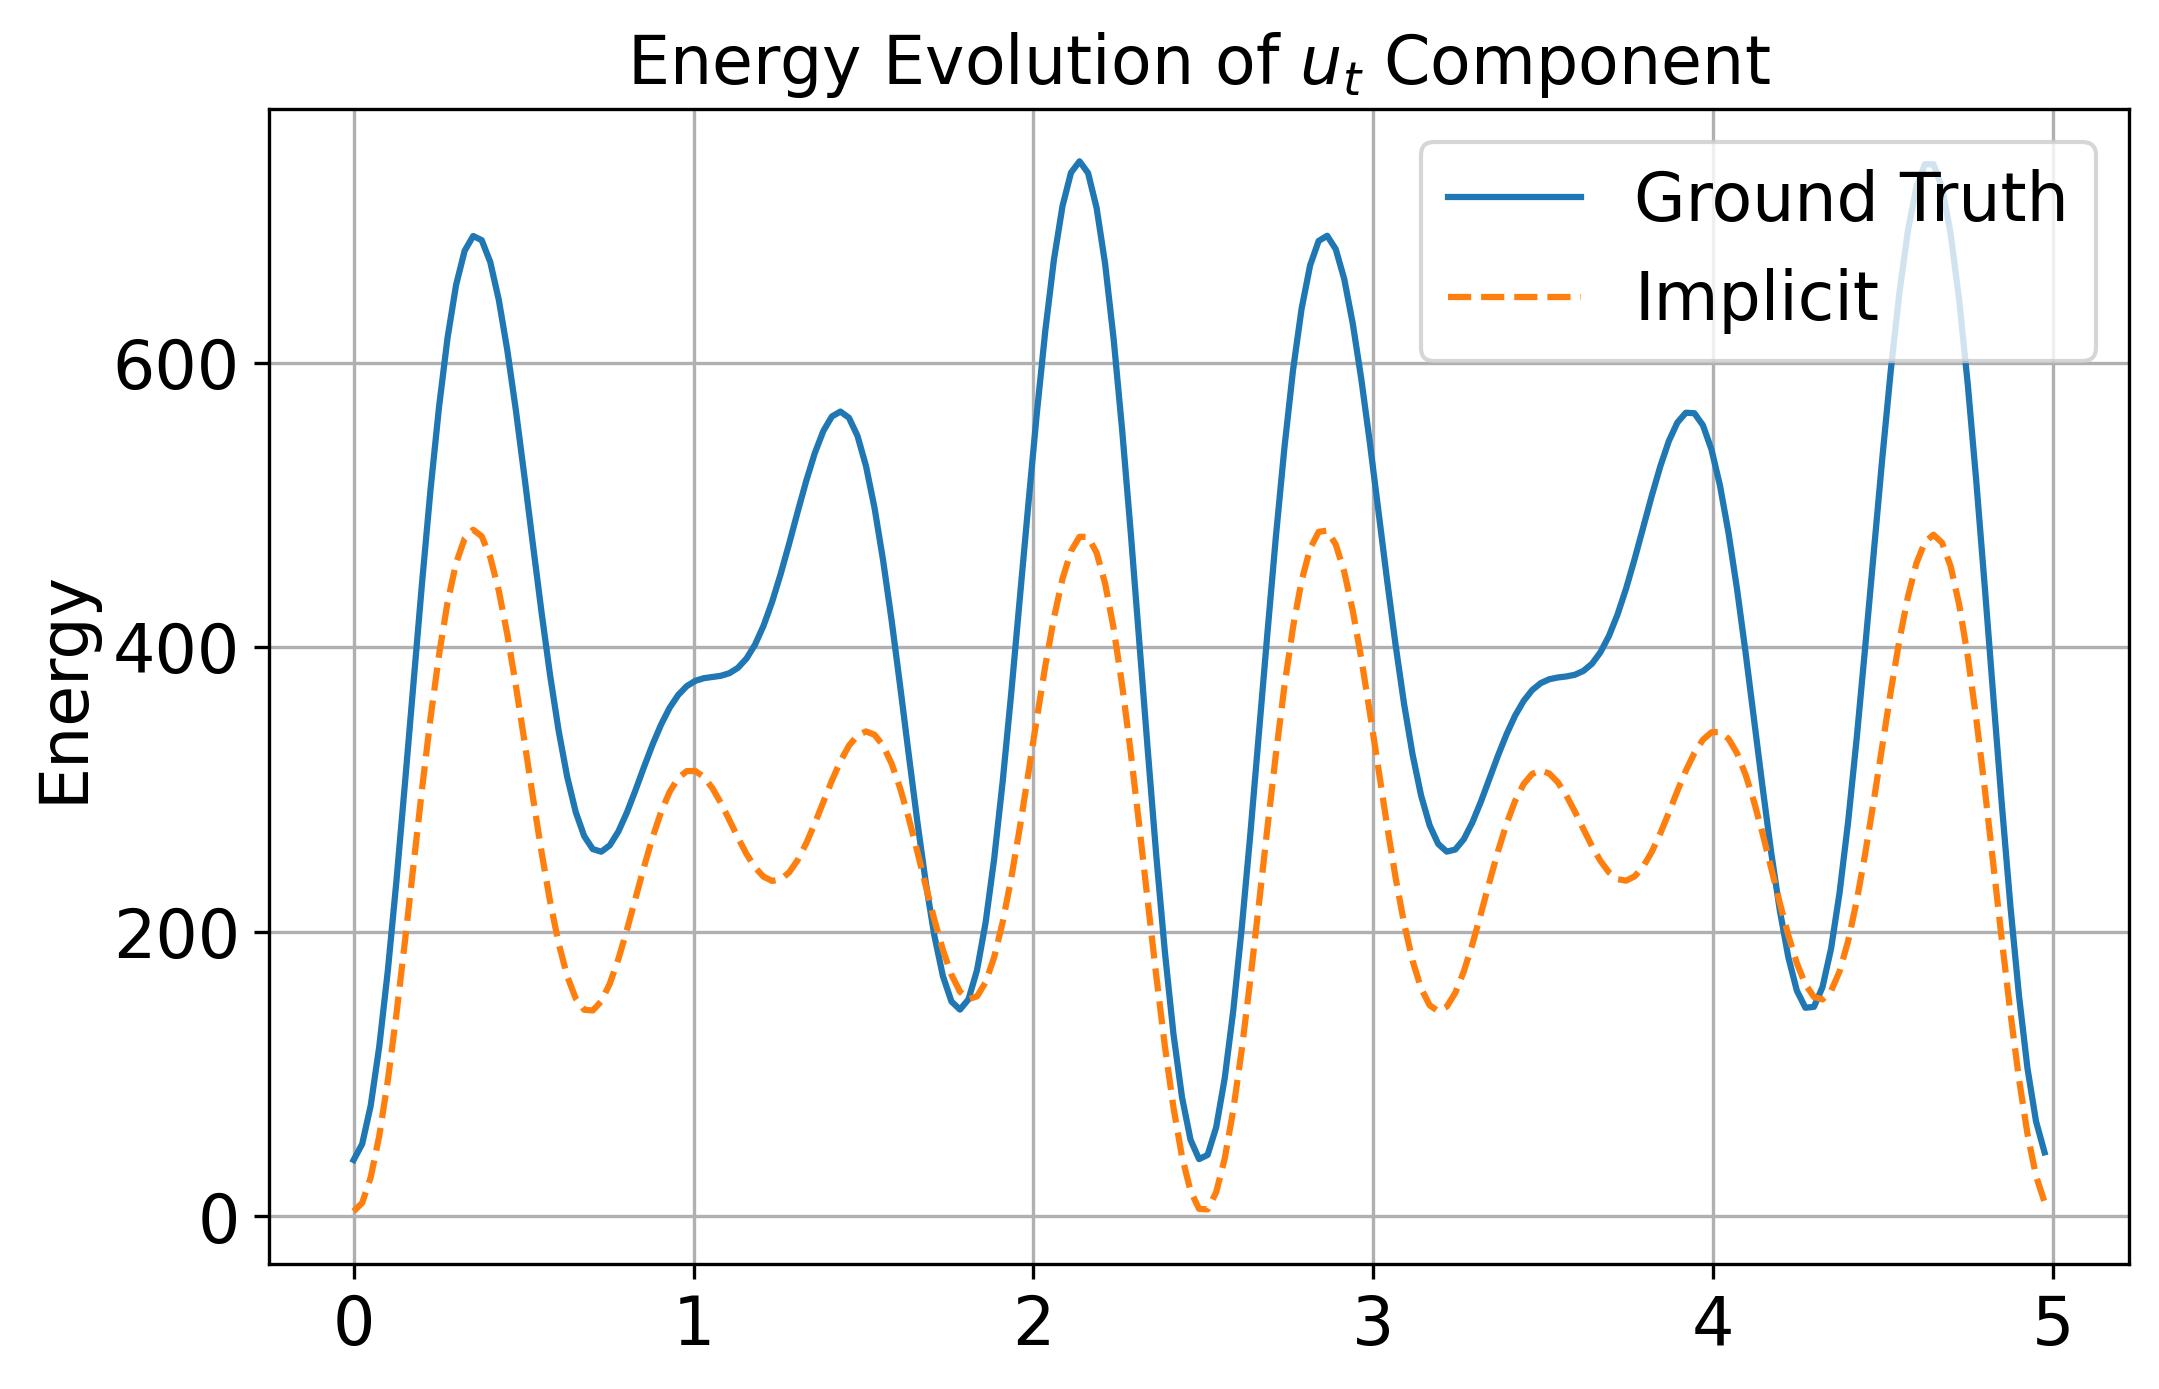 Energy Evolution of u_t Component
Ground Truth
Implicit
Energy
600
400
200
0
0 1 2 3 4 5